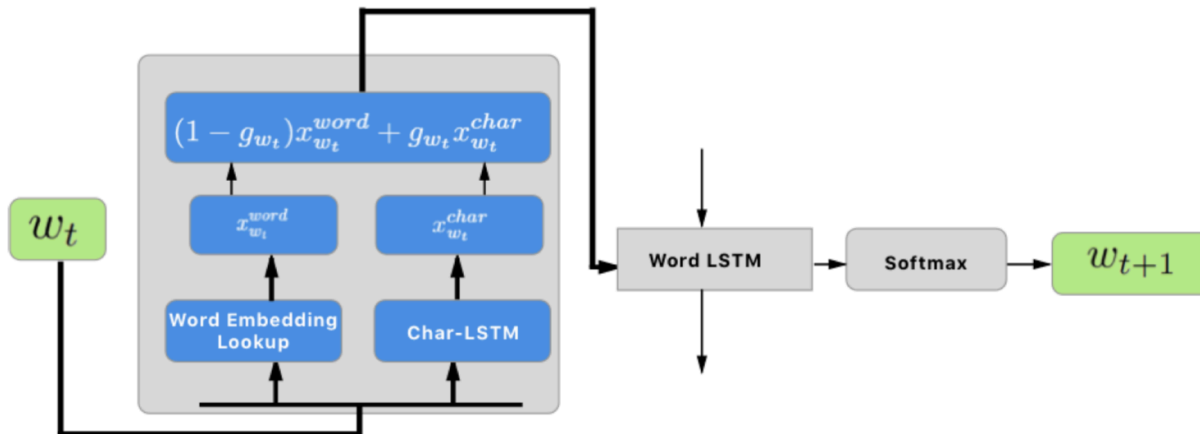 (1 − g_{w_t})x_{w_t}^{word} + g_{w_t}x_{w_t}^{char}
w_t
x_{w_t}^{word}
x_{w_t}^{char}
Word Embedding
Lookup
Char-LSTM
Word LSTM
Softmax
w_{t+1}